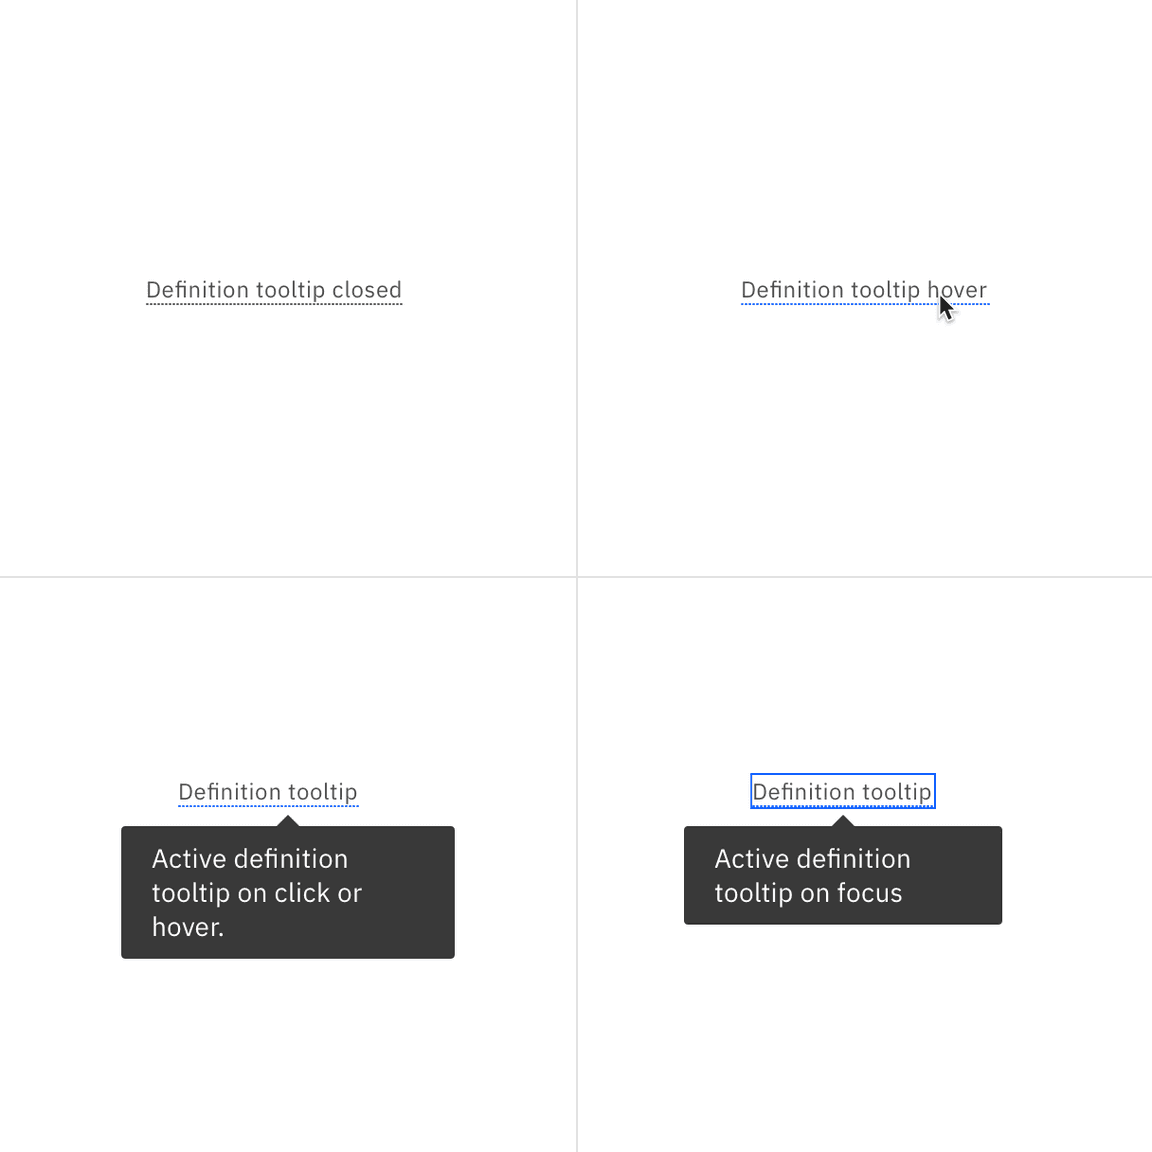 Definition tooltip closed
Definition tooltip hover
Definition tooltip
Active definition
tooltip on click or
hover.
Definition tooltip
Active definition
tooltip on focus